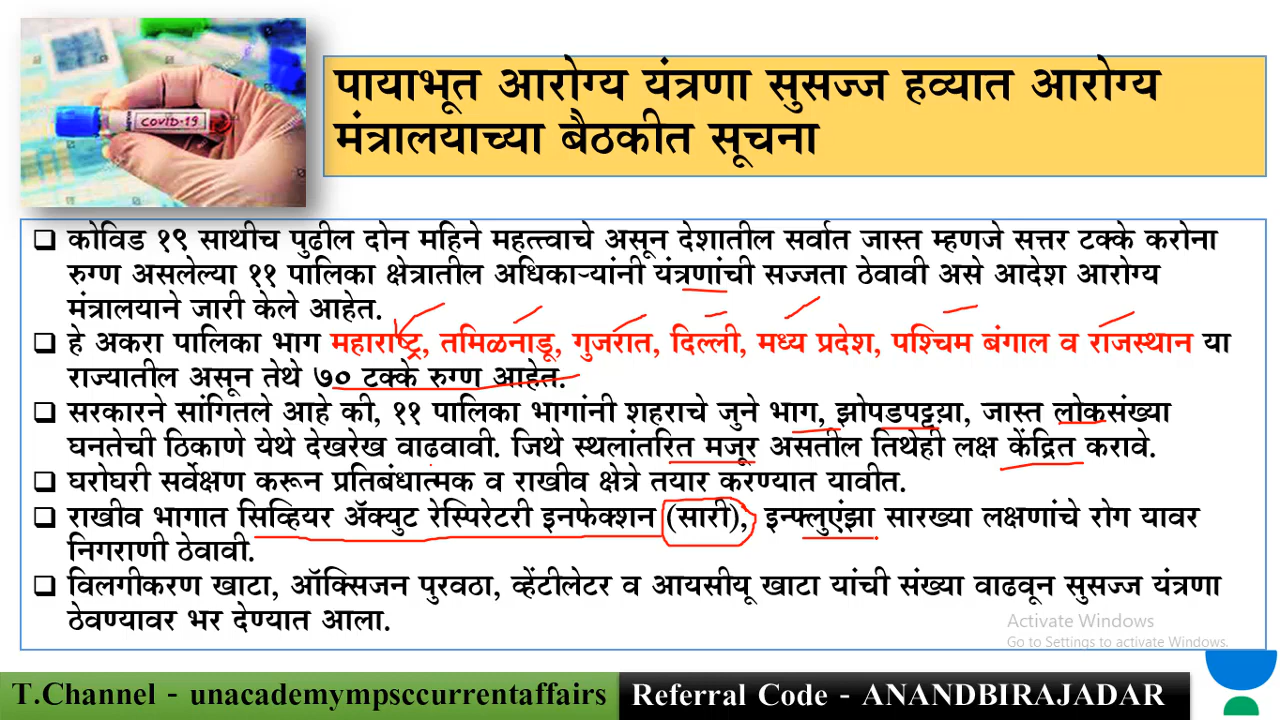 COVID-19
पायाभूत आरोग्य यंत्रणा सुसज्ज हव्यात आरोग्य
मंत्रालयाच्या बैठकीत सूचना
❑ कोविड १९ साथीच पुढील दोन महिने महत्त्वाचे असून देशातील सर्वात जास्त म्हणजे सत्तर टक्के करोना
रुग्ण असलेल्या ११ पालिका क्षेत्रातील अधिकाऱ्यांनी यंत्रणांची सज्जता ठेवावी असे आदेश आरोग्य
मंत्रालयाने जारी केले आहेत.
❑ हे अकरा पालिका भाग महाराष्ट्र, तमिळनाडू, गुजरात, दिल्ली, मध्य प्रदेश, पश्चिम बंगाल व राजस्थान या
राज्यातील असून तेथे ७० टक्के रुग्ण आहेत.
❑ सरकारने सांगितले आहे की, ११ पालिका भागांनी शहराचे जुने भाग, झोपडपट्टय़ा, जास्त लोकसंख्या
घनतेची ठिकाणे येथे देखरेख वाढवावी. जिथे स्थलांतरित मजूर असतील तिथेही लक्ष केंद्रित करावे.
❑ घरोघरी सर्वेक्षण करून प्रतिबंधात्मक व राखीव क्षेत्रे तयार करण्यात यावीत.
❑ राखीव भागात सिव्हियर अ‍ॅक्युट रेस्पिरेटरी इनफेक्शन (सारी), इन्फ्लुएंझा सारख्या लक्षणांचे रोग यावर
निगराणी ठेवावी.
❑ विलगीकरण खाटा, ऑक्सिजन पुरवठा, व्हेंटीलेटर व आयसीयू खाटा यांची संख्या वाढवून सुसज्ज यंत्रणा
ठेवण्यावर भर देण्यात आला.
Activate Windows
Go to Settings to activate Windows.
T.Channel - unacademympsccurrentaffairs Referral Code - ANANDBIRAJADAR